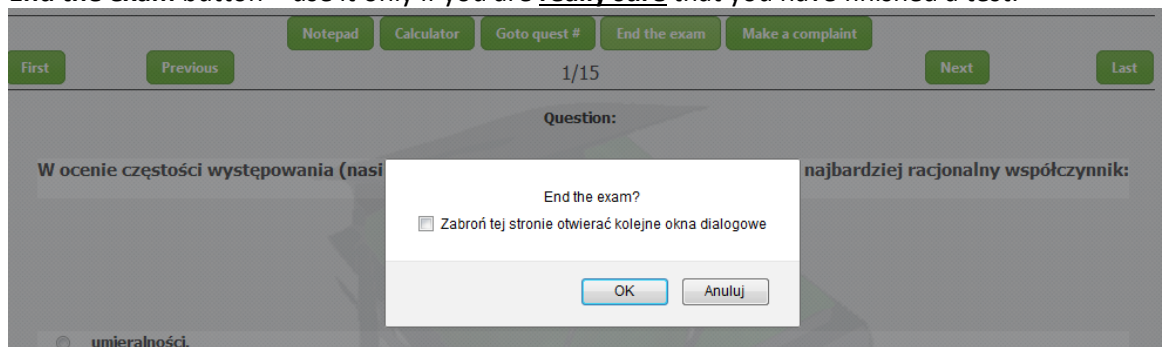 End the exam button – use it only if you are really sure that you have finished a test.
Notepad Calculator Goto quest # End the exam Make a complaint
First Previous 1/15 Next Last
Question:
W ocenie częstości występowania (nasi najbardziej racjonalny współczynnik:
End the exam?
Zabroń tej stronie otwierać kolejne okna dialogowe
OK Anuluj
umieralności.